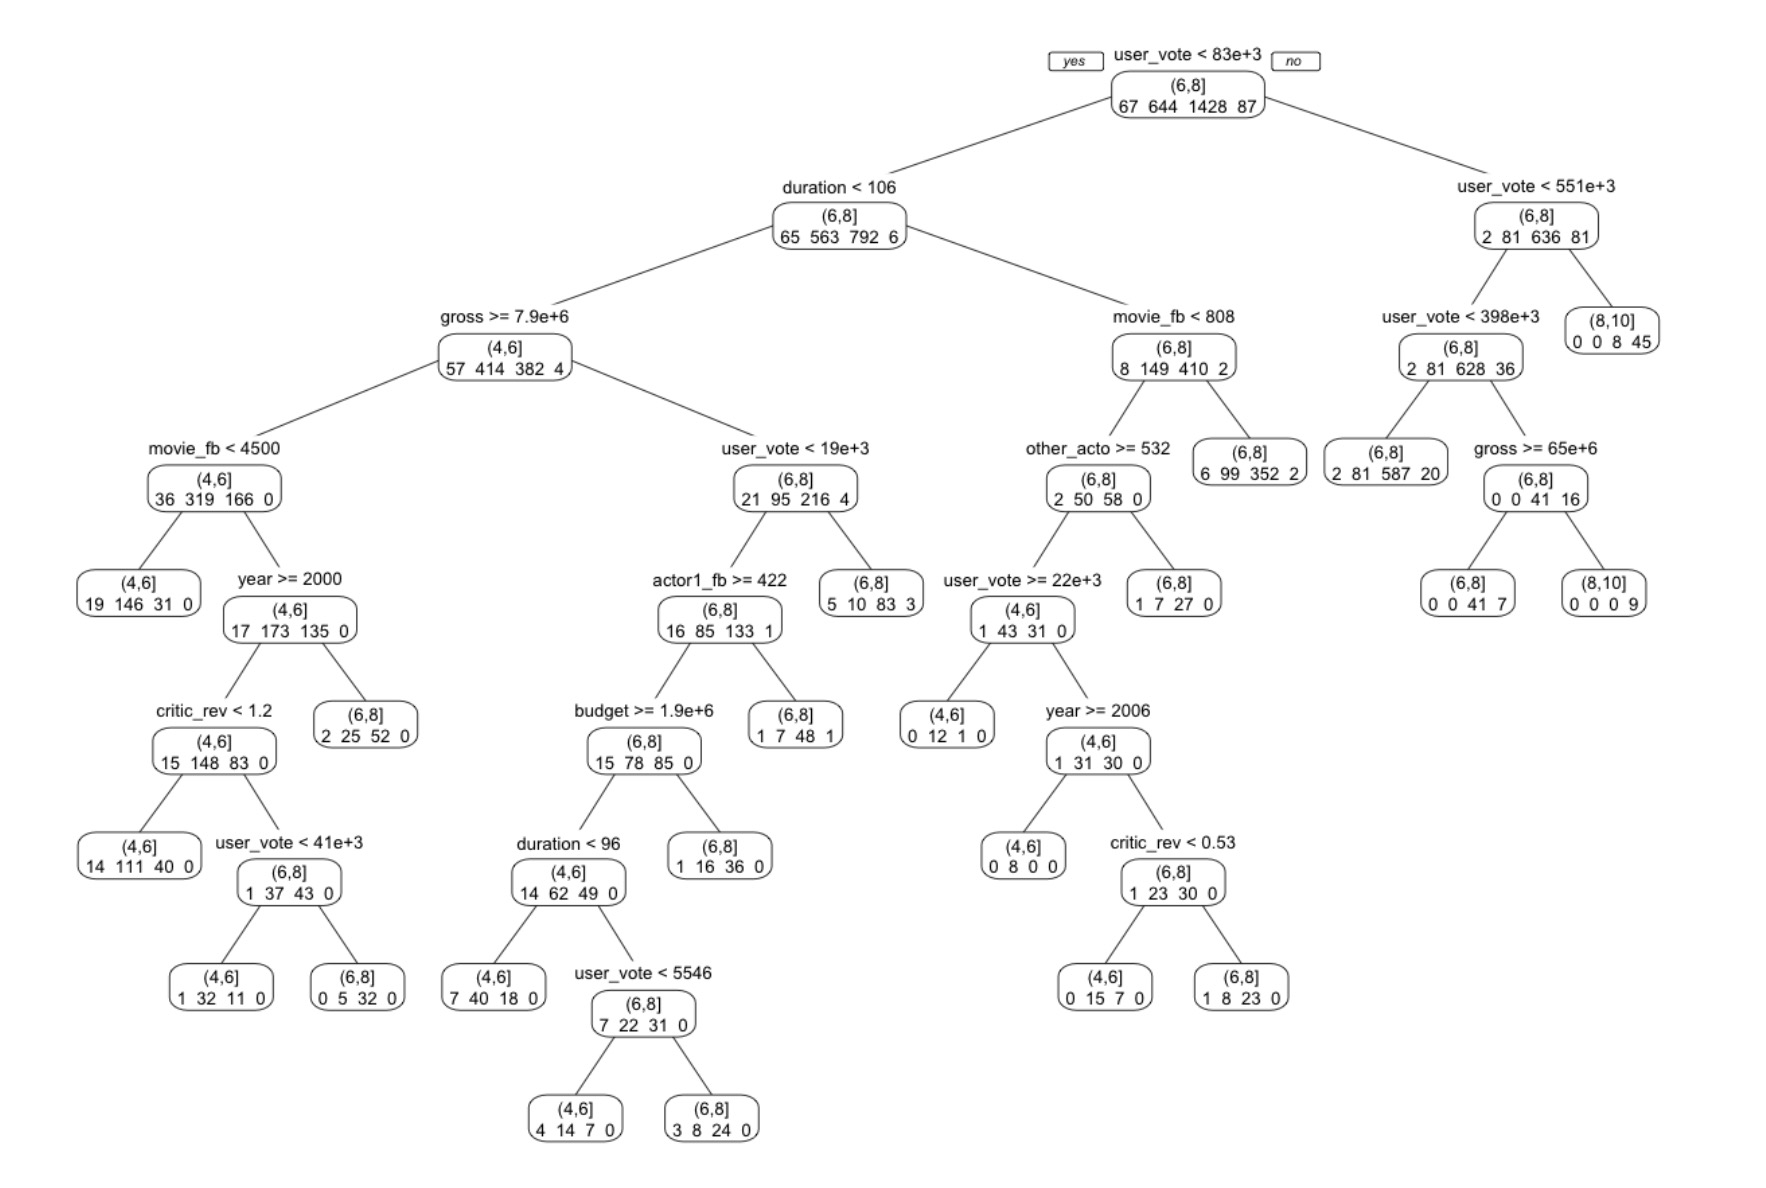 user_vote < 83e+3
yes
no
(6,8]
67 644 1428 87
duration < 106
user_vote < 551e+3
(6,8]
65 563 792 6
(6,8]
2 81 636 81
gross >= 7.9e+6
movie_fb < 808
user_vote < 398e+3
(8,10]
0 0 8 45
(4,6]
57 414 382 4
(6,8]
8 149 410 2
(6,8]
2 81 628 36
movie_fb < 4500
user_vote < 19e+3
other_acto >= 532
(6,8]
6 99 352 2
(6,8]
2 81 587 20
gross >= 65e+6
(4,6]
36 319 166 0
(6,8]
21 95 216 4
(6,8]
2 50 58 0
(6,8]
0 0 41 16
(4,6]
19 146 31 0
year >= 2000
actor1_fb >= 422
(6,8]
5 10 83 3
user_vote >= 22e+3
(6,8]
1 7 27 0
(6,8]
0 0 41 7
(8,10]
0 0 0 9
(4,6]
17 173 135 0
(6,8]
16 85 133 1
(4,6]
1 43 31 0
critic_rev < 1.2
(6,8]
2 25 52 0
budget >= 1.9e+6
(6,8]
1 7 48 1
(4,6]
0 12 1 0
year >= 2006
(4,6]
15 148 83 0
(6,8]
15 78 85 0
(4,6]
1 31 30 0
(4,6]
14 111 40 0
user_vote < 41e+3
duration < 96
(6,8]
1 16 36 0
(4,6]
0 8 0 0
critic_rev < 0.53
(6,8]
1 37 43 0
(4,6]
14 62 49 0
(6,8]
1 23 30 0
(4,6]
1 32 11 0
(6,8]
0 5 32 0
(4,6]
7 40 18 0
user_vote < 5546
(4,6]
0 15 7 0
(6,8]
1 8 23 0
(6,8]
7 22 31 0
(4,6]
4 14 7 0
(6,8]
3 8 24 0